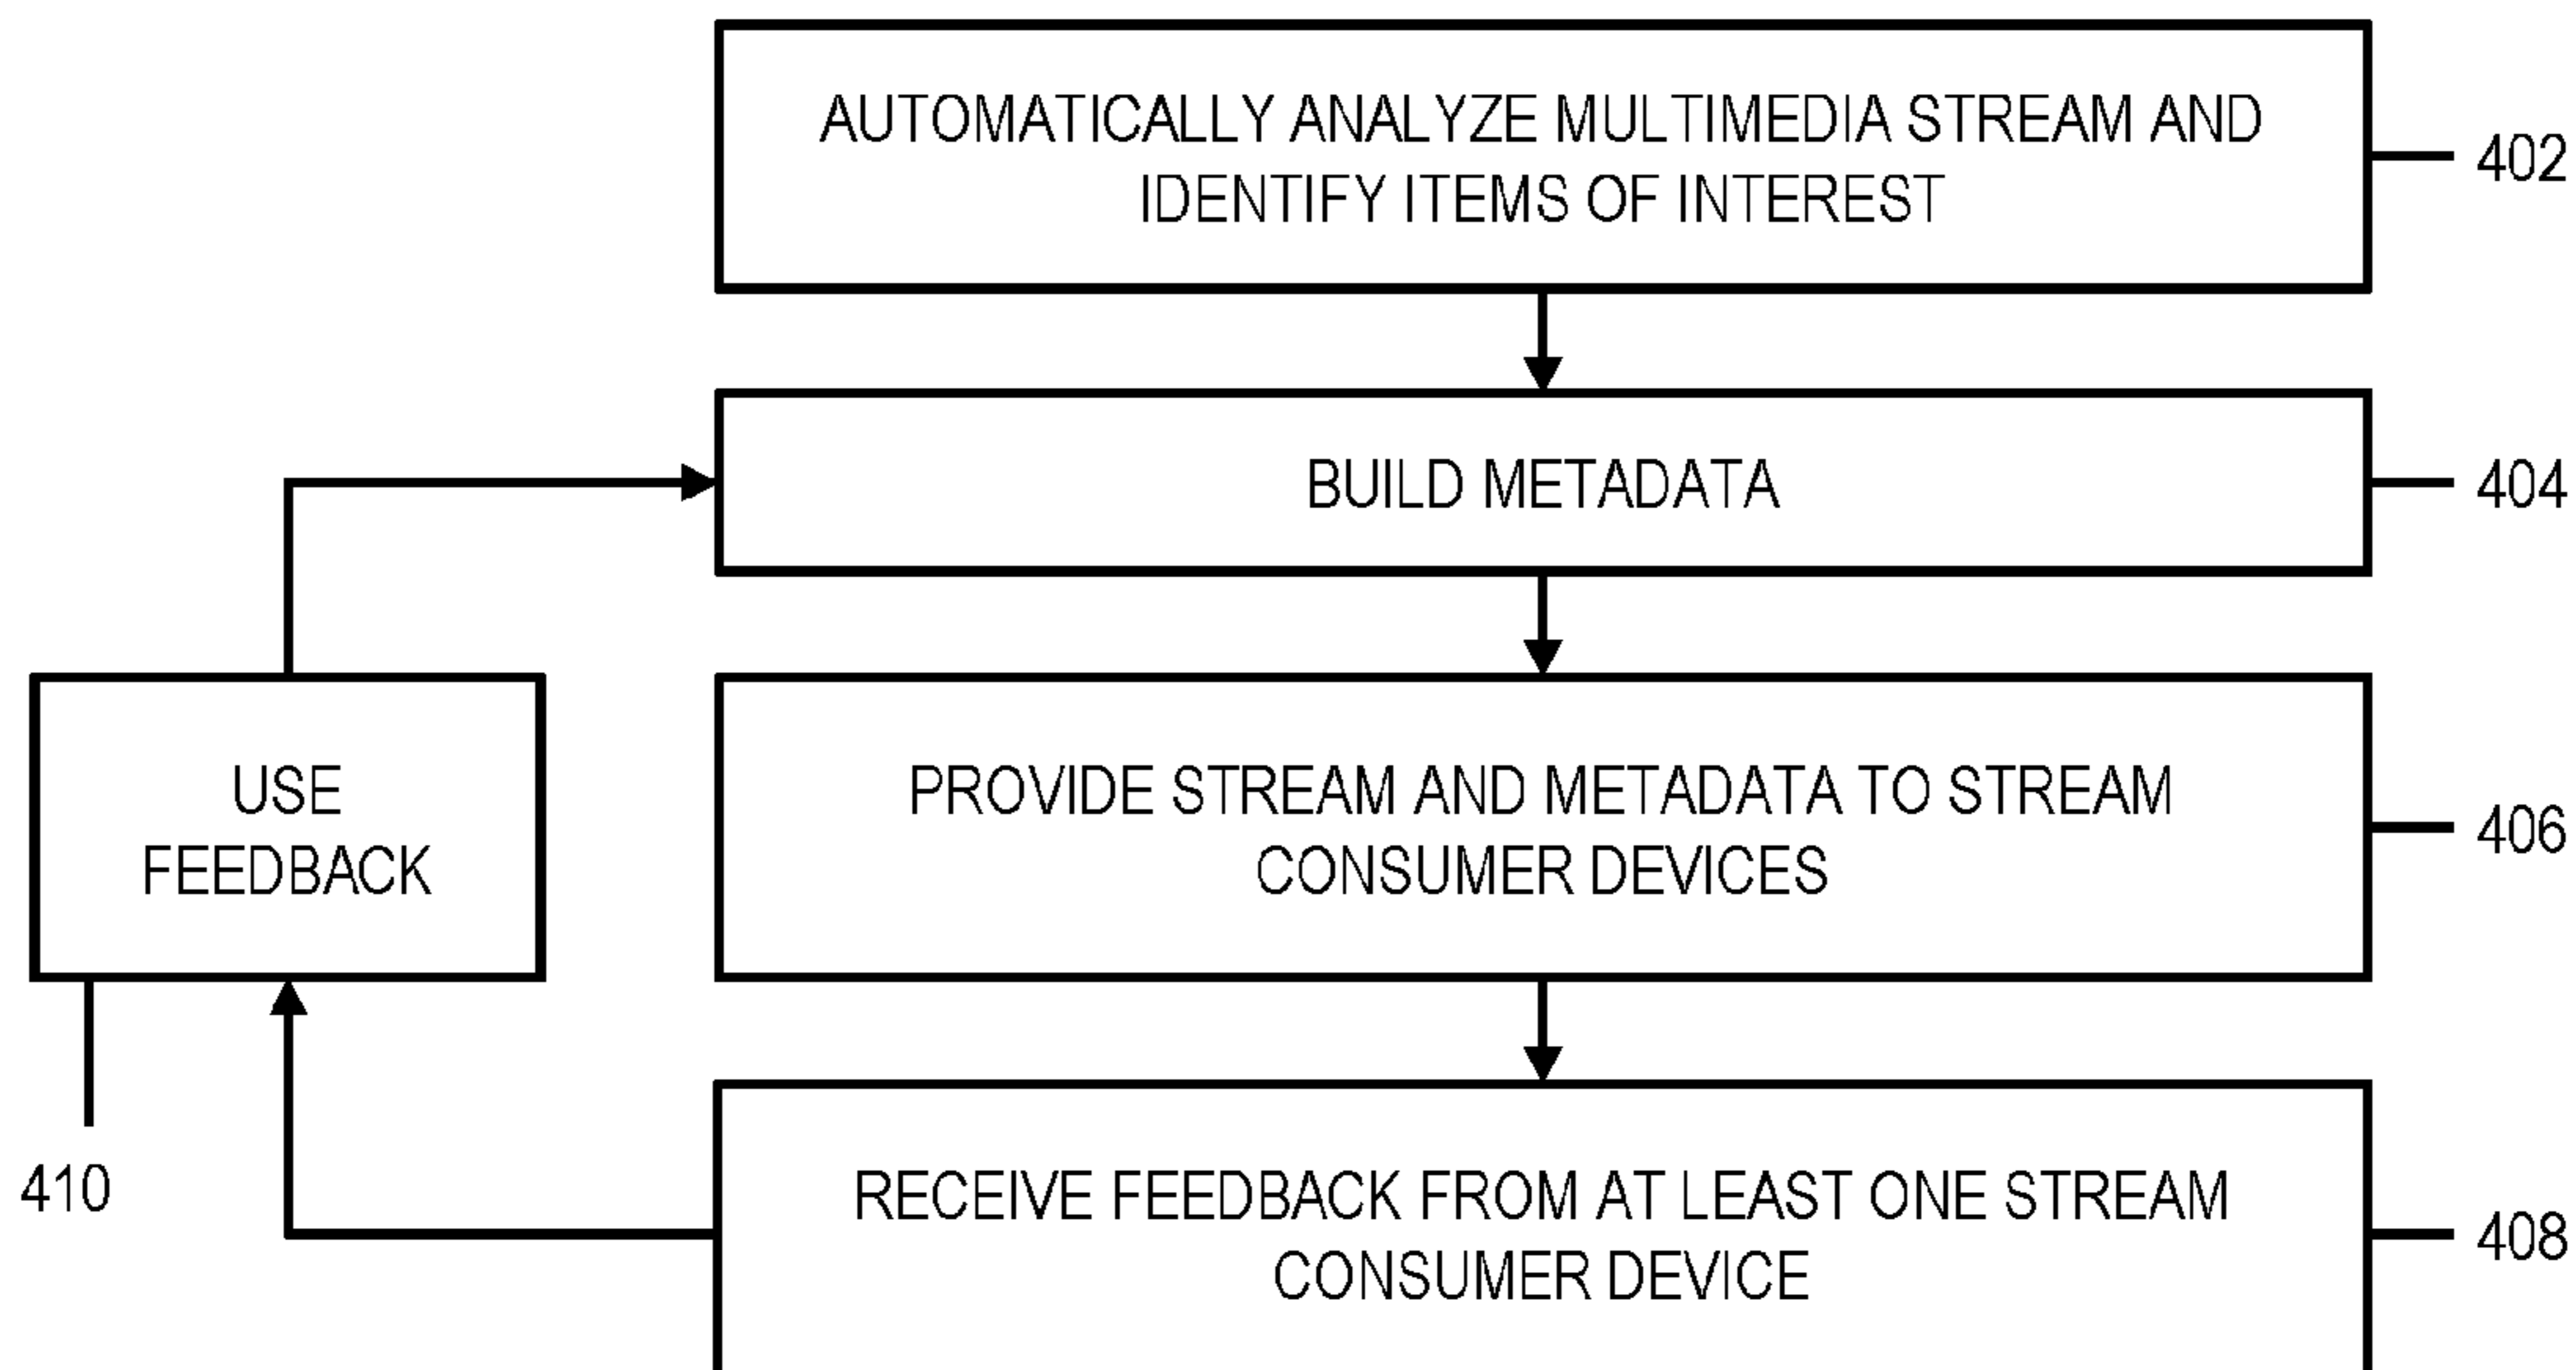 AUTOMATICALLY ANALYZE MULTIMEDIA STREAM AND
IDENTIFY ITEMS OF INTEREST
402
BUILD METADATA
404
USE
FEEDBACK
410
PROVIDE STREAM AND METADATA TO STREAM
CONSUMER DEVICES
406
RECEIVE FEEDBACK FROM AT LEAST ONE STREAM
CONSUMER DEVICE
408